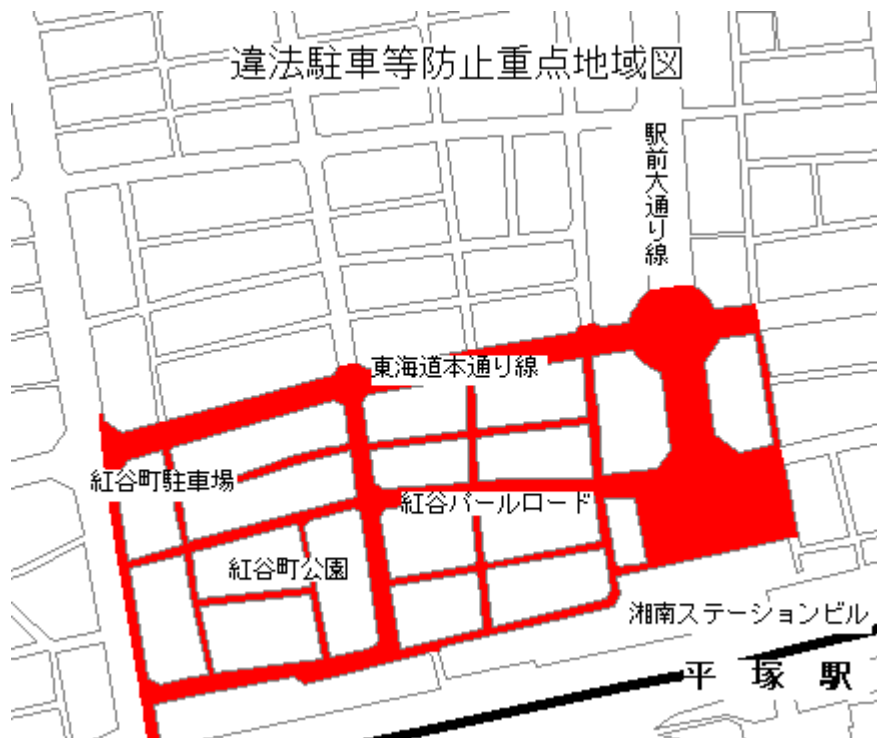 違法駐車等防止重点地域図
駅前大通り線
東海道本通り線
紅谷町駐車場
紅谷パールロード
紅谷町公園
湘南ステーションビル
平塚駅